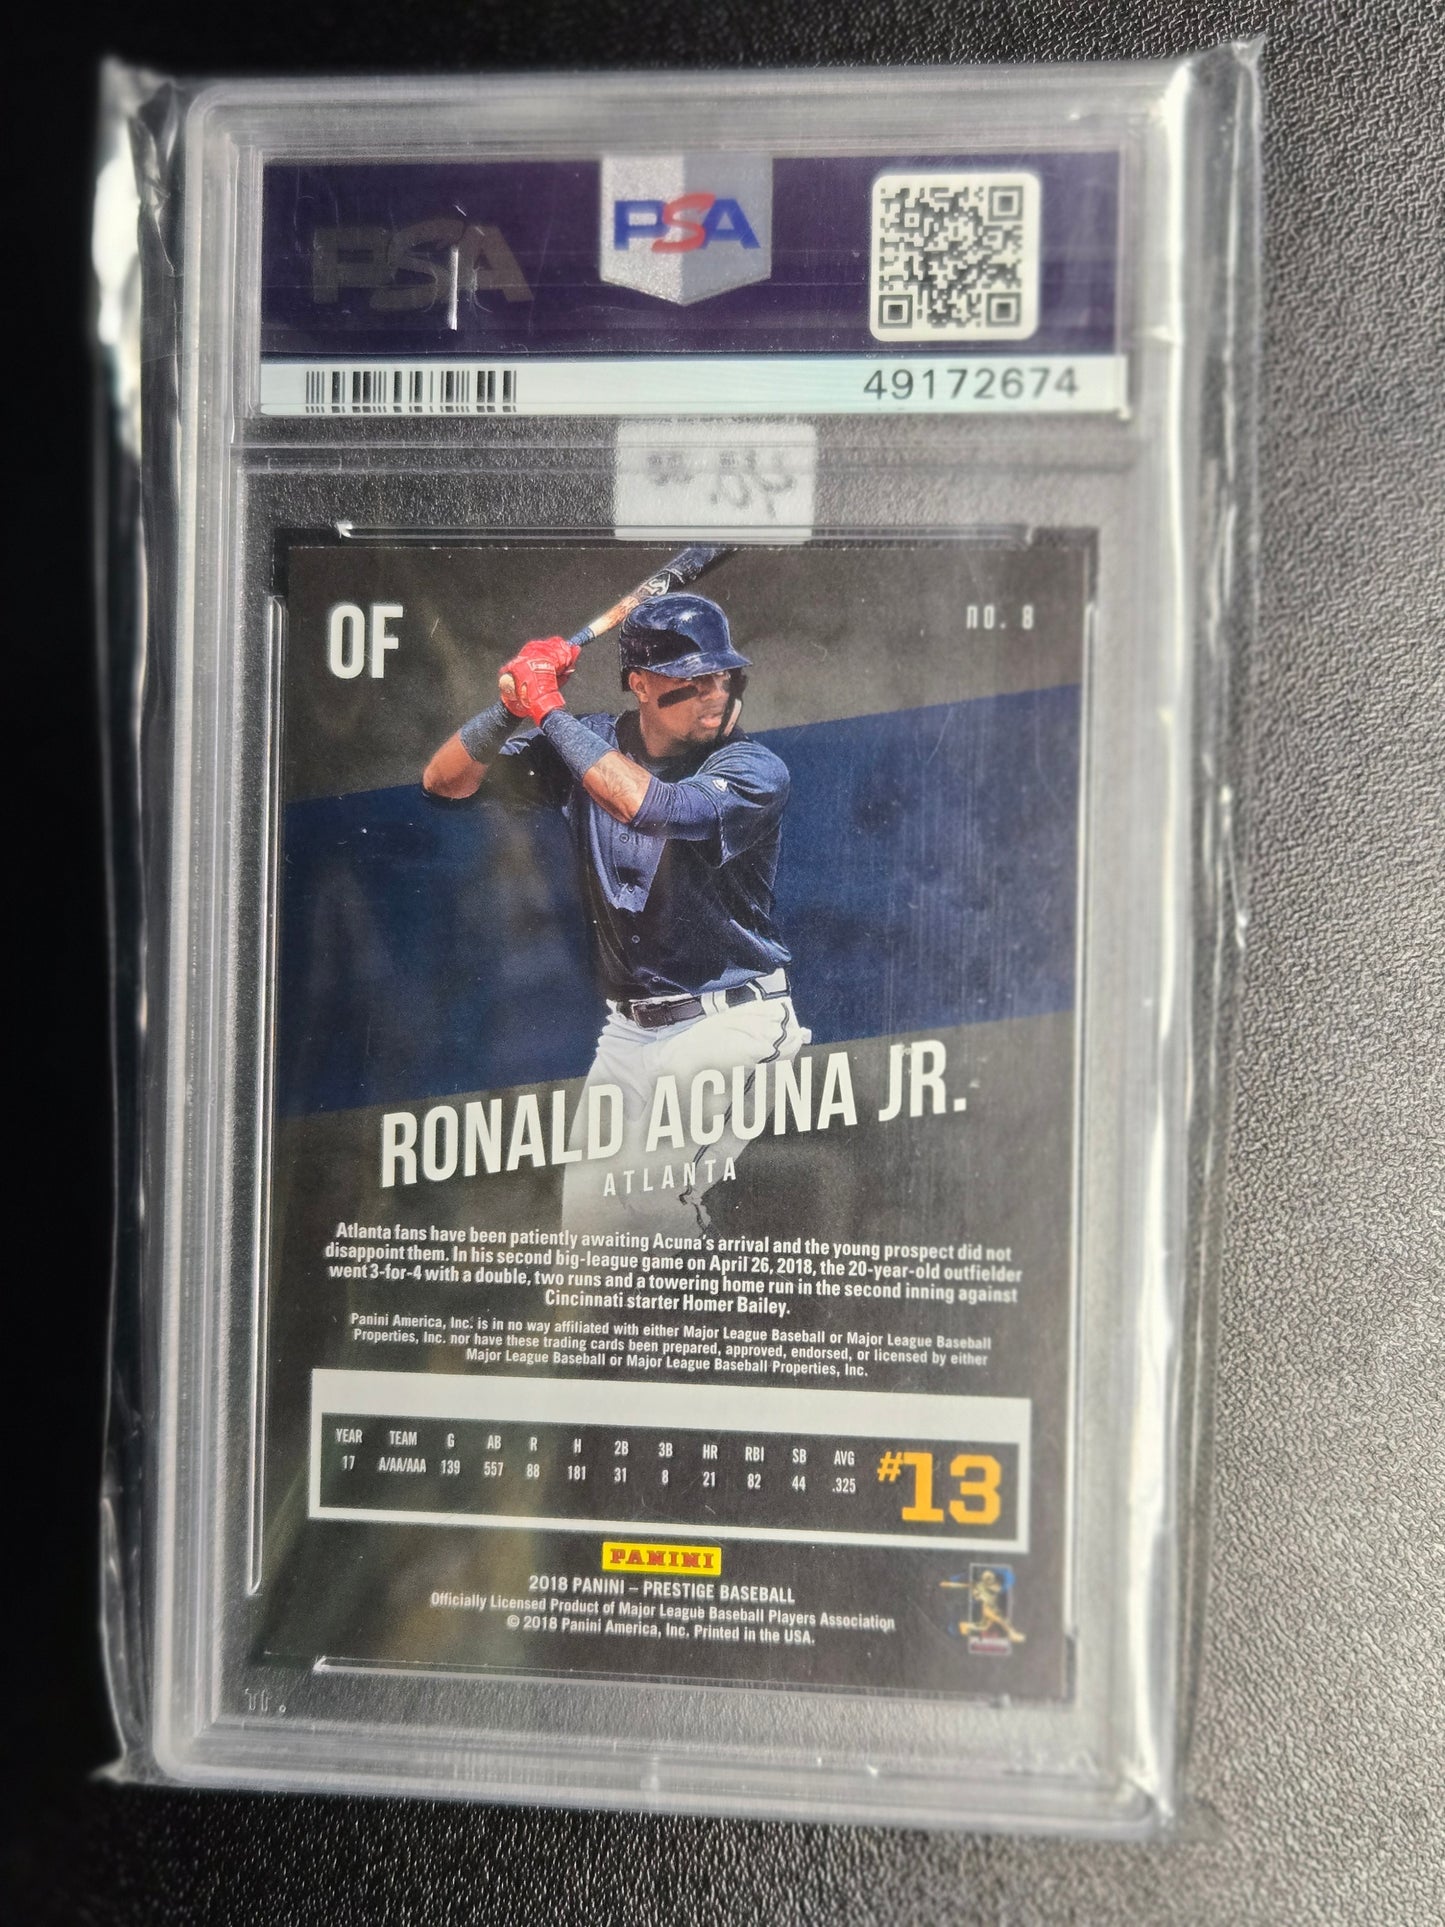 PSA
PSA
49172674
OF
no. 8
RONALD ACUNA JR.
ATLANTA
Atlanta fans have been patiently awaiting Acuna's arrival and the young prospect did not
disappoint them. In his second big-league game on April 26, 2018, the 20-year-old outfielder
went 3-for-4 with a double, two runs and a towering home run in the second inning against
Cincinnati starter Homer Bailey.
Panini America, Inc. is in no way affiliated with either Major League Baseball or Major League Baseball
Properties, Inc. nor have these trading cards been prepared, approved, endorsed, or licensed by either
Major League Baseball or Major League Baseball Properties, Inc.
YEAR TEAM G AB R H 2B 3B HR RBI SB AVG
17 A/AA/AAA 139 557 88 181 31 8 21 82 44 .325
#13
PANINI
2018 PANINI – PRESTIGE BASEBALL
Officially Licensed Product of Major League Baseball Players Association
© 2018 Panini America, Inc. Printed in the USA.